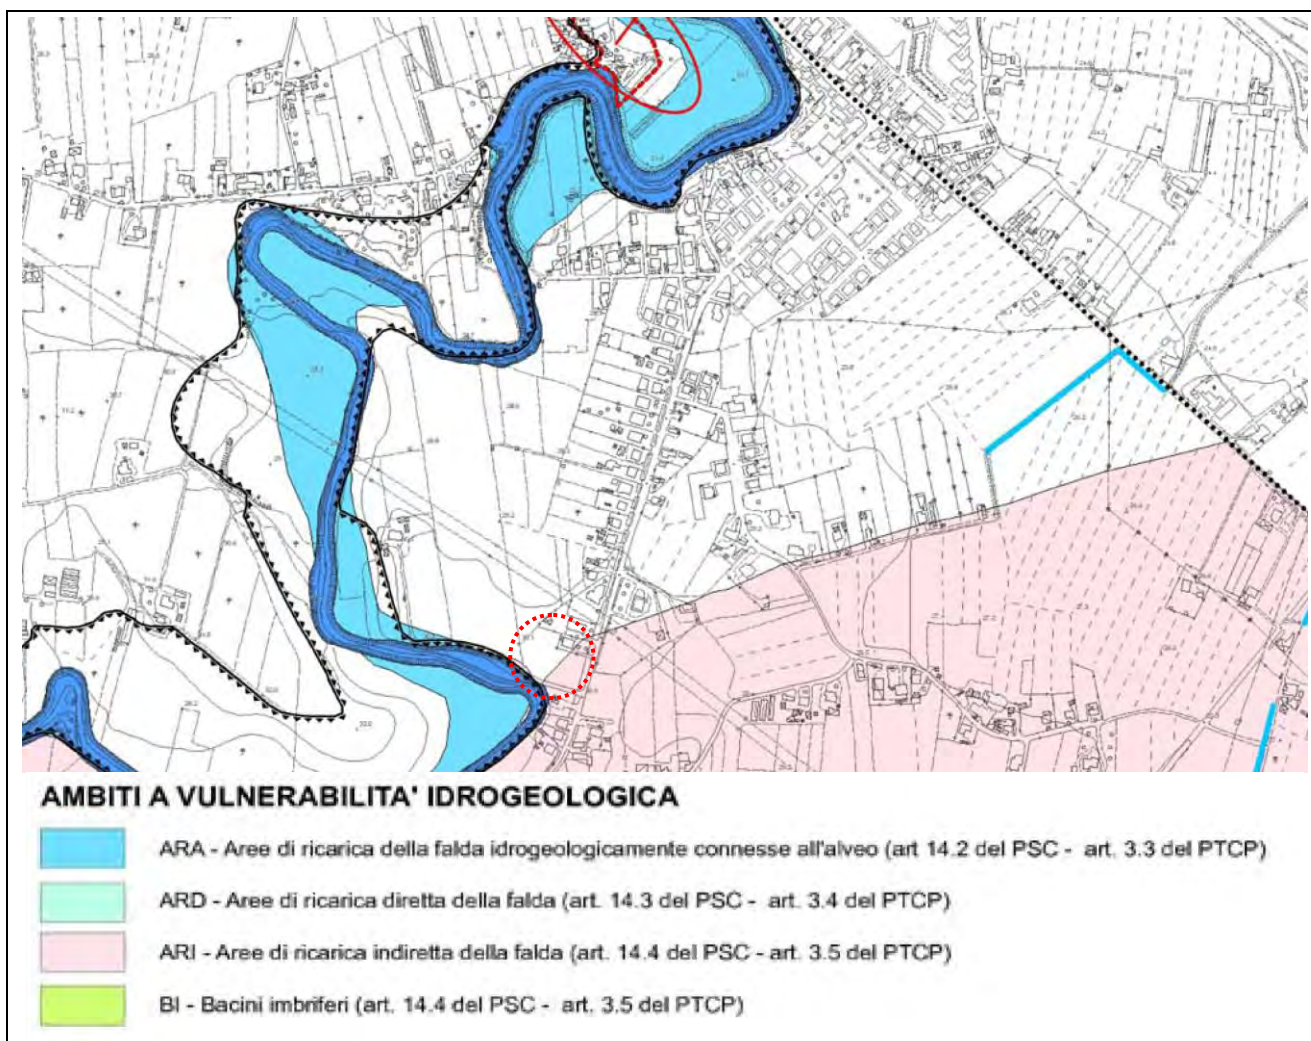 AMBITI A VULNERABILITA' IDROGEOLOGICA
ARA - Aree di ricarica della falda idrogeologicamente connesse all'alveo (art 14.2 del PSC - art. 3.3 del PTCP)
ARD - Aree di ricarica diretta della falda (art. 14.3 del PSC - art. 3.4 del PTCP)
ARI - Aree di ricarica indiretta della falda (art. 14.4 del PSC - art. 3.5 del PTCP)
BI - Bacini imbriferi (art. 14.4 del PSC - art. 3.5 del PTCP)